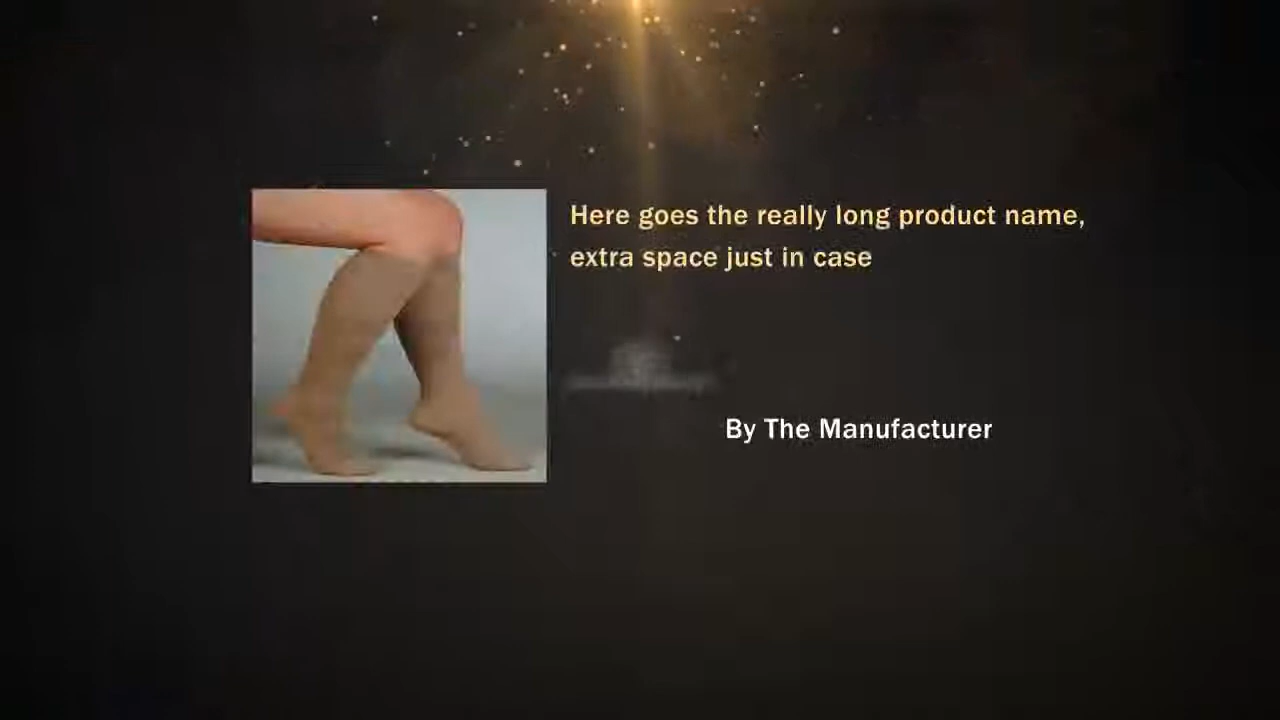 Here goes the really long product name,
extra space just in case
By The Manufacturer